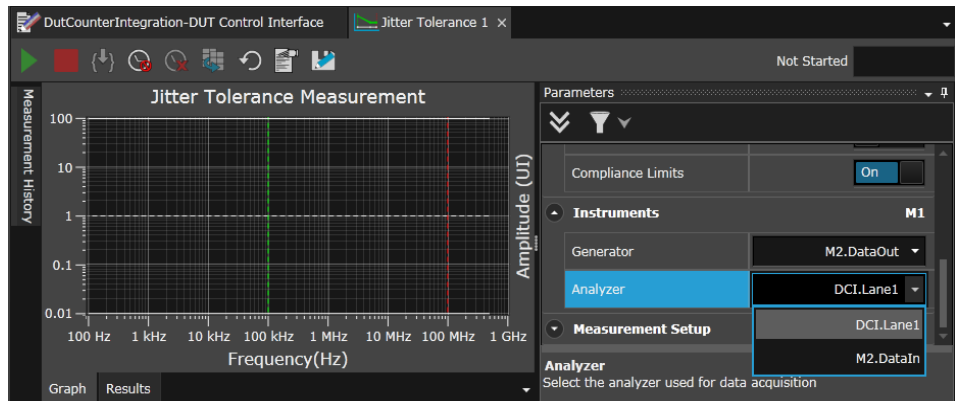 DutCounterIntegration-DUT Control Interface
Jitter Tolerance 1
Not Started
Measurement History
Jitter Tolerance Measurement
100
10
1
0.1
0.01
100 Hz 1 kHz 10 kHz 100 kHz 1 MHz 10 MHz 100 MHz 1 GHz
Frequency(Hz)
Amplitude (UI)
Graph Results
Parameters
Compliance Limits On
Instruments M1
Generator M2.DataOut
Analyzer DCI.Lane1
DCI.Lane1
M2.DataIn
Measurement Setup
Analyzer
Select the analyzer used for data acquisition